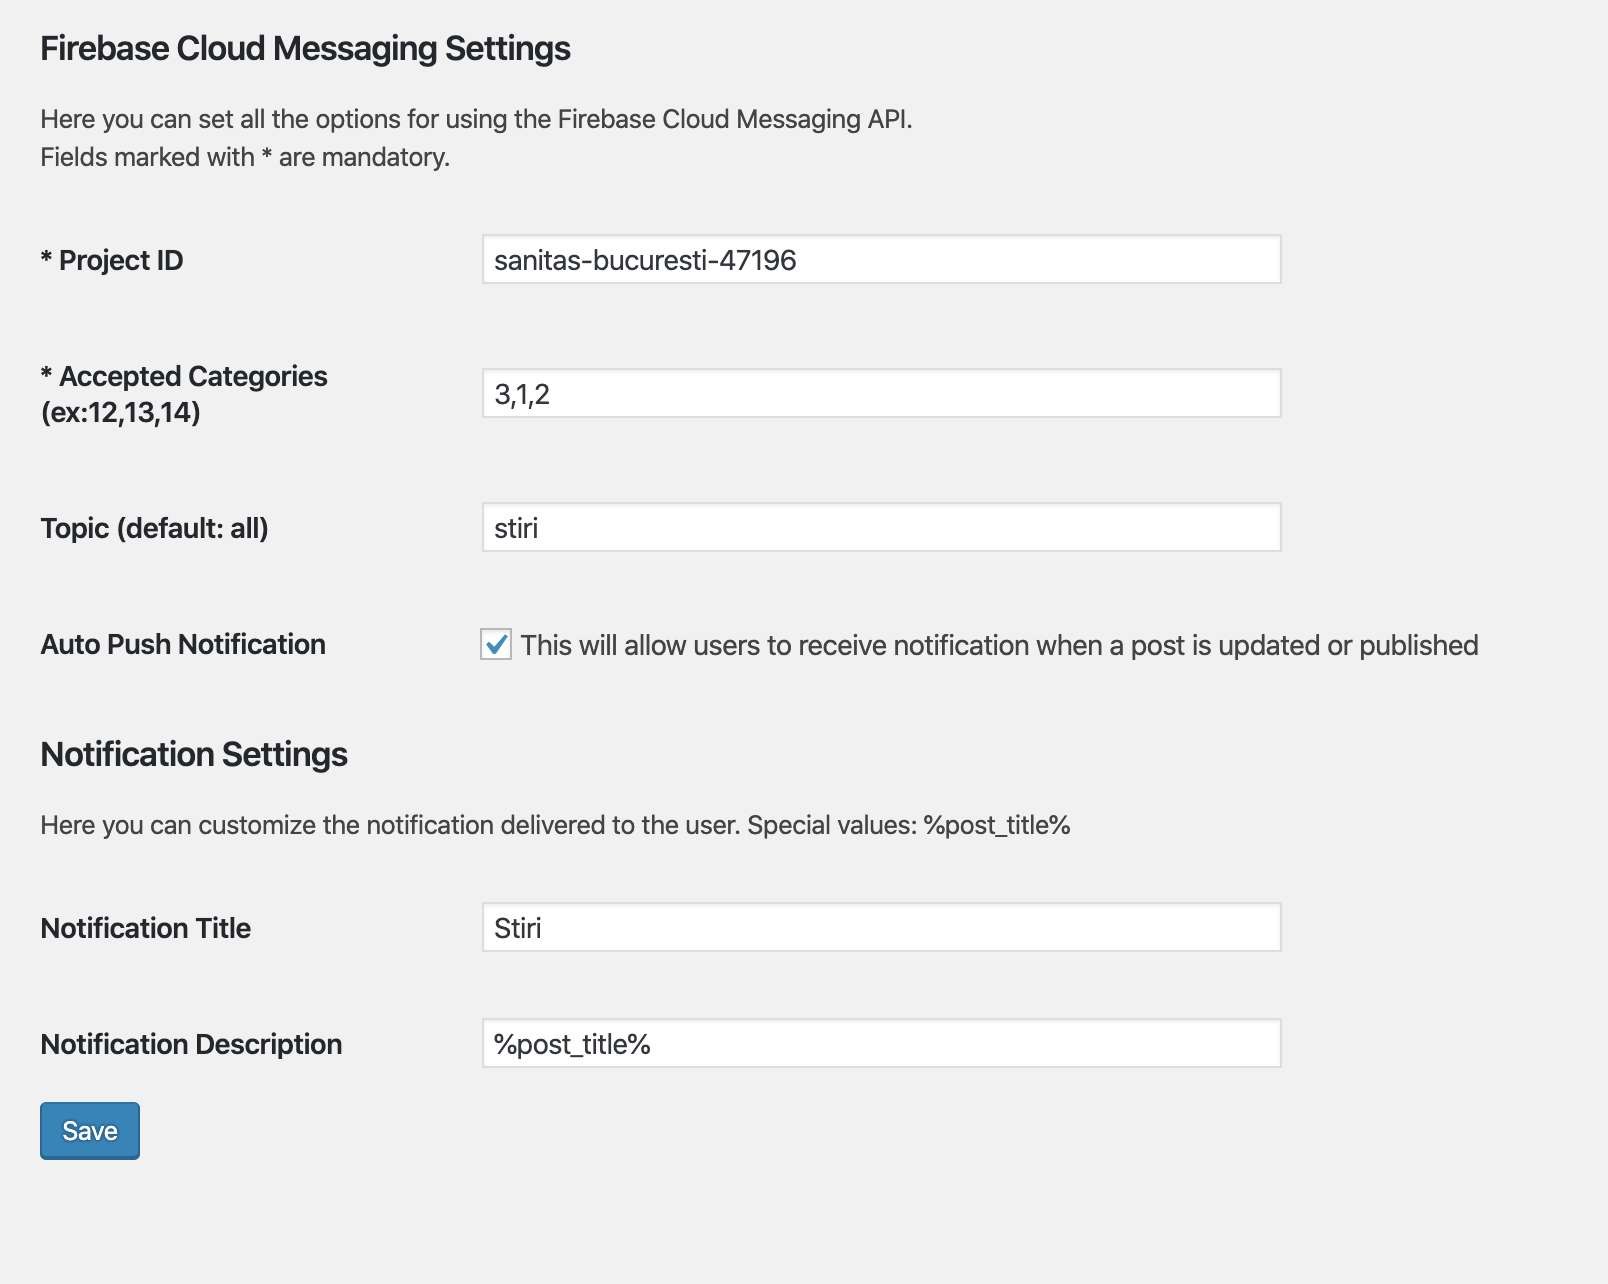 Firebase Cloud Messaging Settings
Here you can set all the options for using the Firebase Cloud Messaging API.
Fields marked with * are mandatory.
* Project ID
sanitas-bucuresti-47196
* Accepted Categories
(ex:12,13,14)
3,1,2
Topic (default: all)
stiri
Auto Push Notification
This will allow users to receive notification when a post is updated or published
Notification Settings
Here you can customize the notification delivered to the user. Special values: %post_title%
Notification Title
Stiri
Notification Description
%post_title%
Save